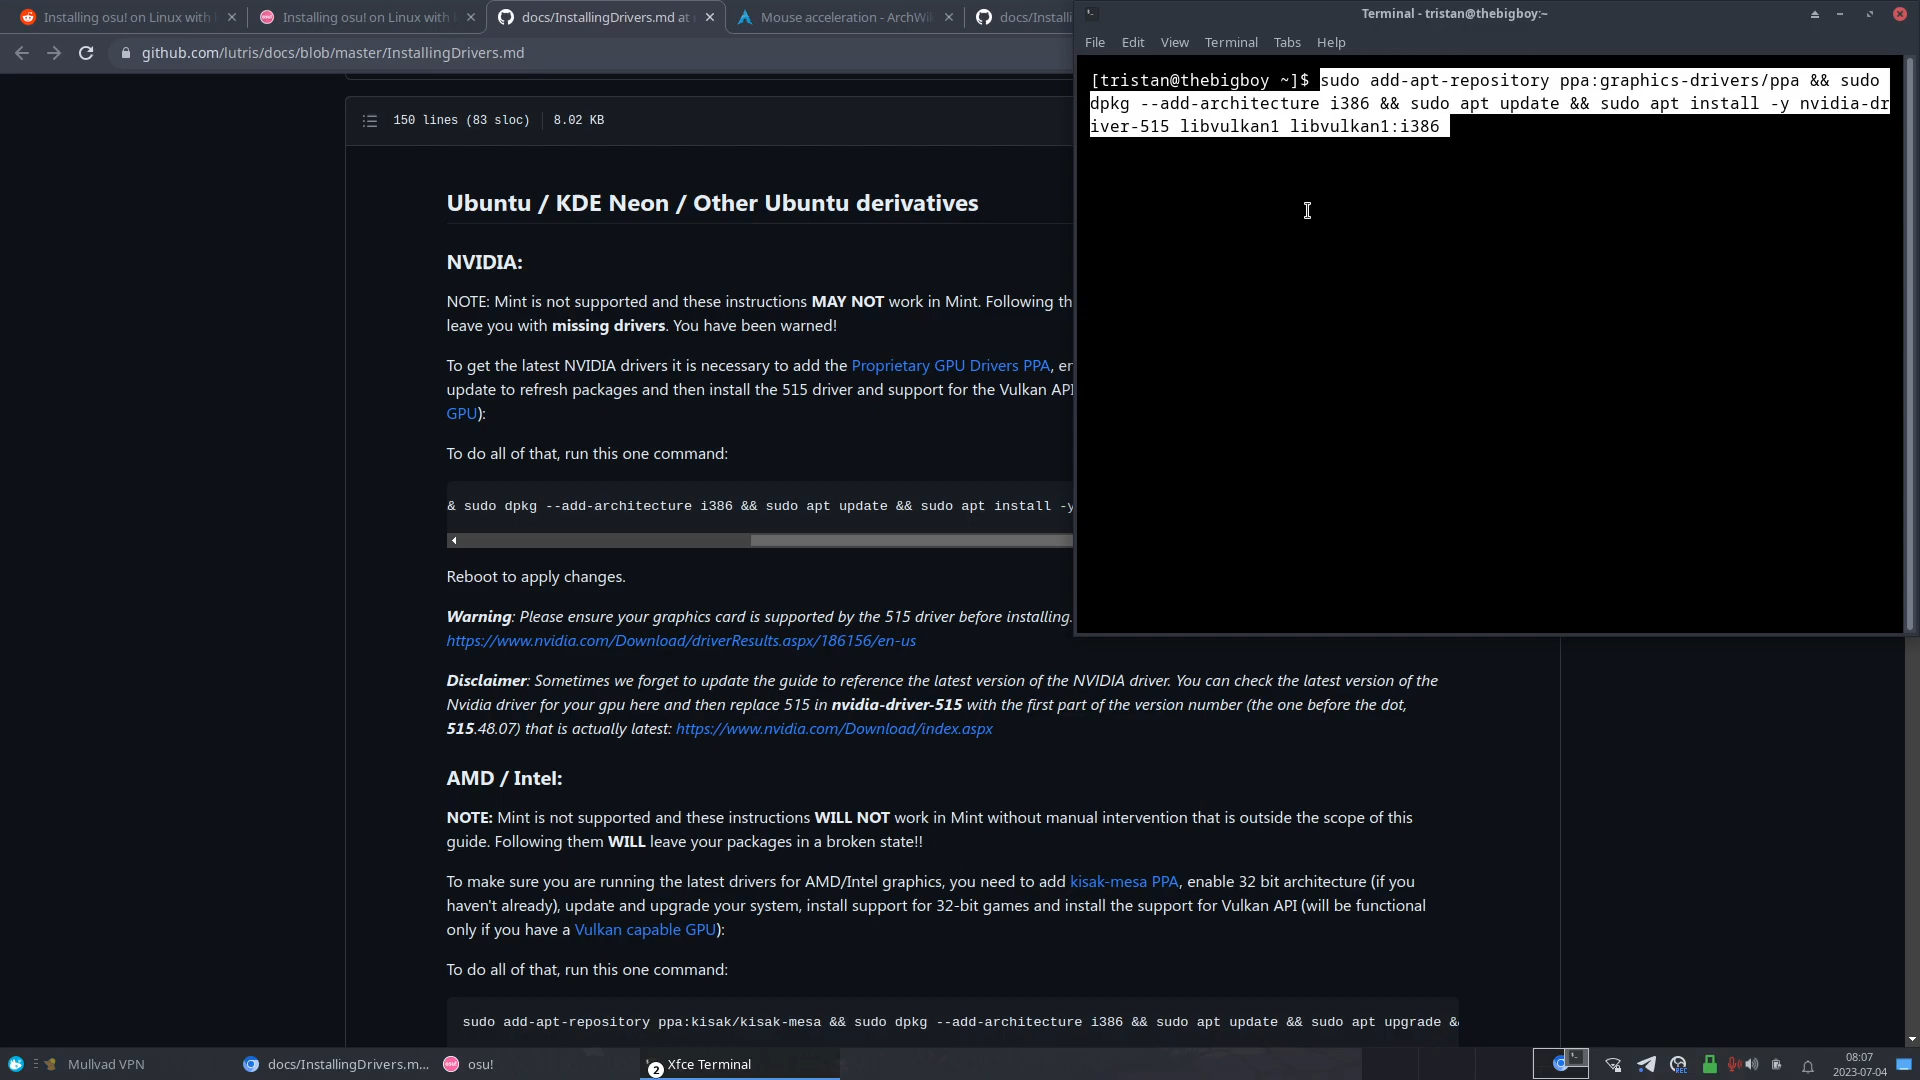 Installing osu! on Linux with
Installing osu! on Linux with
docs/InstallingDrivers.md at
Mouse acceleration - ArchWi
docs/Install
Terminal - tristan@thebigboy:~
github.com/lutris/docs/blob/master/InstallingDrivers.md
File Edit View Terminal Tabs Help
[tristan@thebigboy ~]$ sudo add-apt-repository ppa:graphics-drivers/ppa && sudo
dpkg --add-architecture i386 && sudo apt update && sudo apt install -y nvidia-dr
iver-515 libvulkan1 libvulkan1:i386
150 lines (83 sloc) 8.02 KB
Ubuntu / KDE Neon / Other Ubuntu derivatives
NVIDIA:
NOTE: Mint is not supported and these instructions MAY NOT work in Mint. Following th
leave you with missing drivers. You have been warned!
To get the latest NVIDIA drivers it is necessary to add the Proprietary GPU Drivers PPA, en
update to refresh packages and then install the 515 driver and support for the Vulkan API
GPU):
To do all of that, run this one command:
& sudo dpkg --add-architecture i386 && sudo apt update && sudo apt install -y
Reboot to apply changes.
Warning: Please ensure your graphics card is supported by the 515 driver before installing.
https://www.nvidia.com/Download/driverResults.aspx/186156/en-us
Disclaimer: Sometimes we forget to update the guide to reference the latest version of the NVIDIA driver. You can check the latest version of the
Nvidia driver for your gpu here and then replace 515 in nvidia-driver-515 with the first part of the version number (the one before the dot,
515.48.07) that is actually latest: https://www.nvidia.com/Download/index.aspx
AMD / Intel:
NOTE: Mint is not supported and these instructions WILL NOT work in Mint without manual intervention that is outside the scope of this
guide. Following them WILL leave your packages in a broken state!!
To make sure you are running the latest drivers for AMD/Intel graphics, you need to add kisak-mesa PPA, enable 32 bit architecture (if you
haven't already), update and upgrade your system, install support for 32-bit games and install the support for Vulkan API (will be functional
only if you have a Vulkan capable GPU):
To do all of that, run this one command:
sudo add-apt-repository ppa:kisak/kisak-mesa && sudo dpkg --add-architecture i386 && sudo apt update && sudo apt upgrade &
Mullvad VPN
docs/InstallingDrivers.m...
osu!
2 Xfce Terminal
REC
08:07
2023-07-04